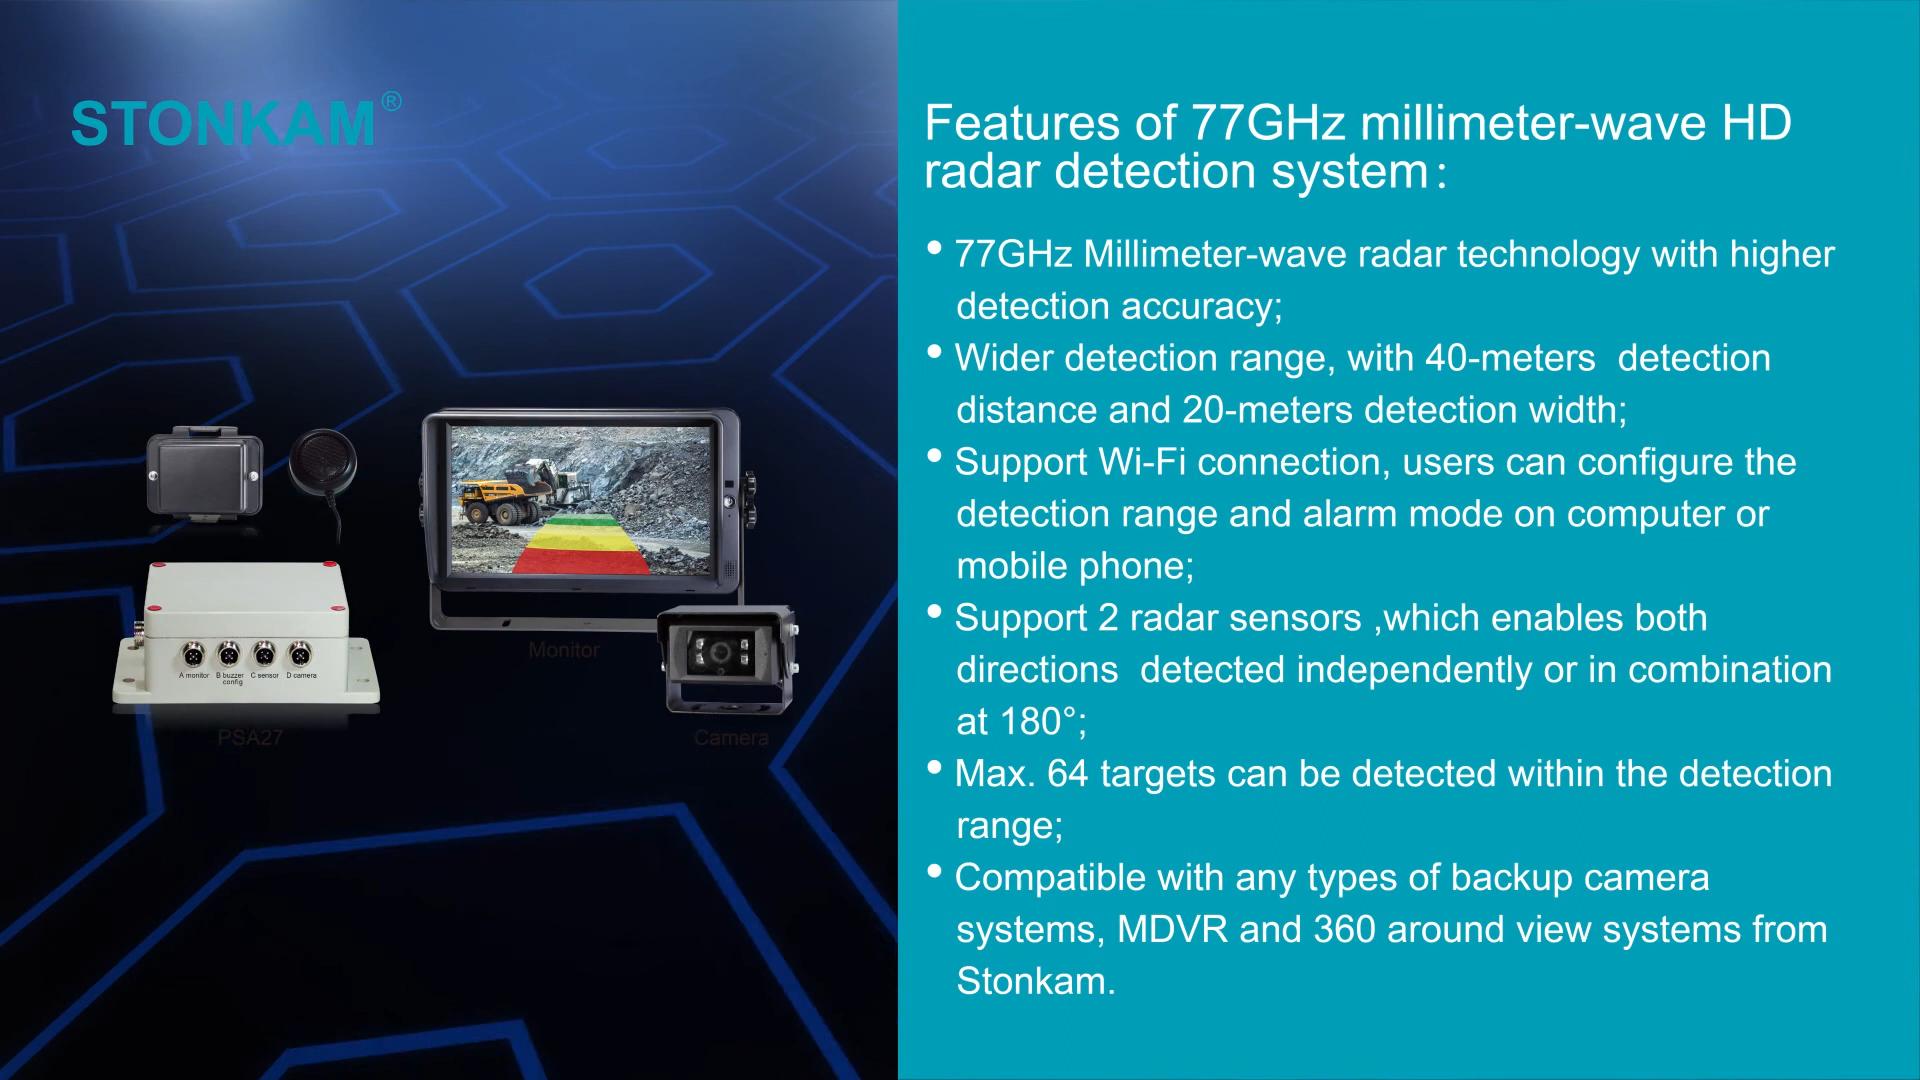 STONKAM®
Features of 77GHz millimeter-wave HD
radar detection system:
• 77GHz Millimeter-wave radar technology with higher
detection accuracy;
• Wider detection range, with 40-meters  detection
distance and 20-meters detection width;
• Support Wi-Fi connection, users can configure the
detection range and alarm mode on computer or
mobile phone;
• Support 2 radar sensors ,which enables both
directions  detected independently or in combination
at 180°;
• Max. 64 targets can be detected within the detection
range;
• Compatible with any types of backup camera
systems, MDVR and 360 around view systems from
Stonkam.
Monitor
A monitor B buzzer C sensor D camera
config
PSA27
Camera